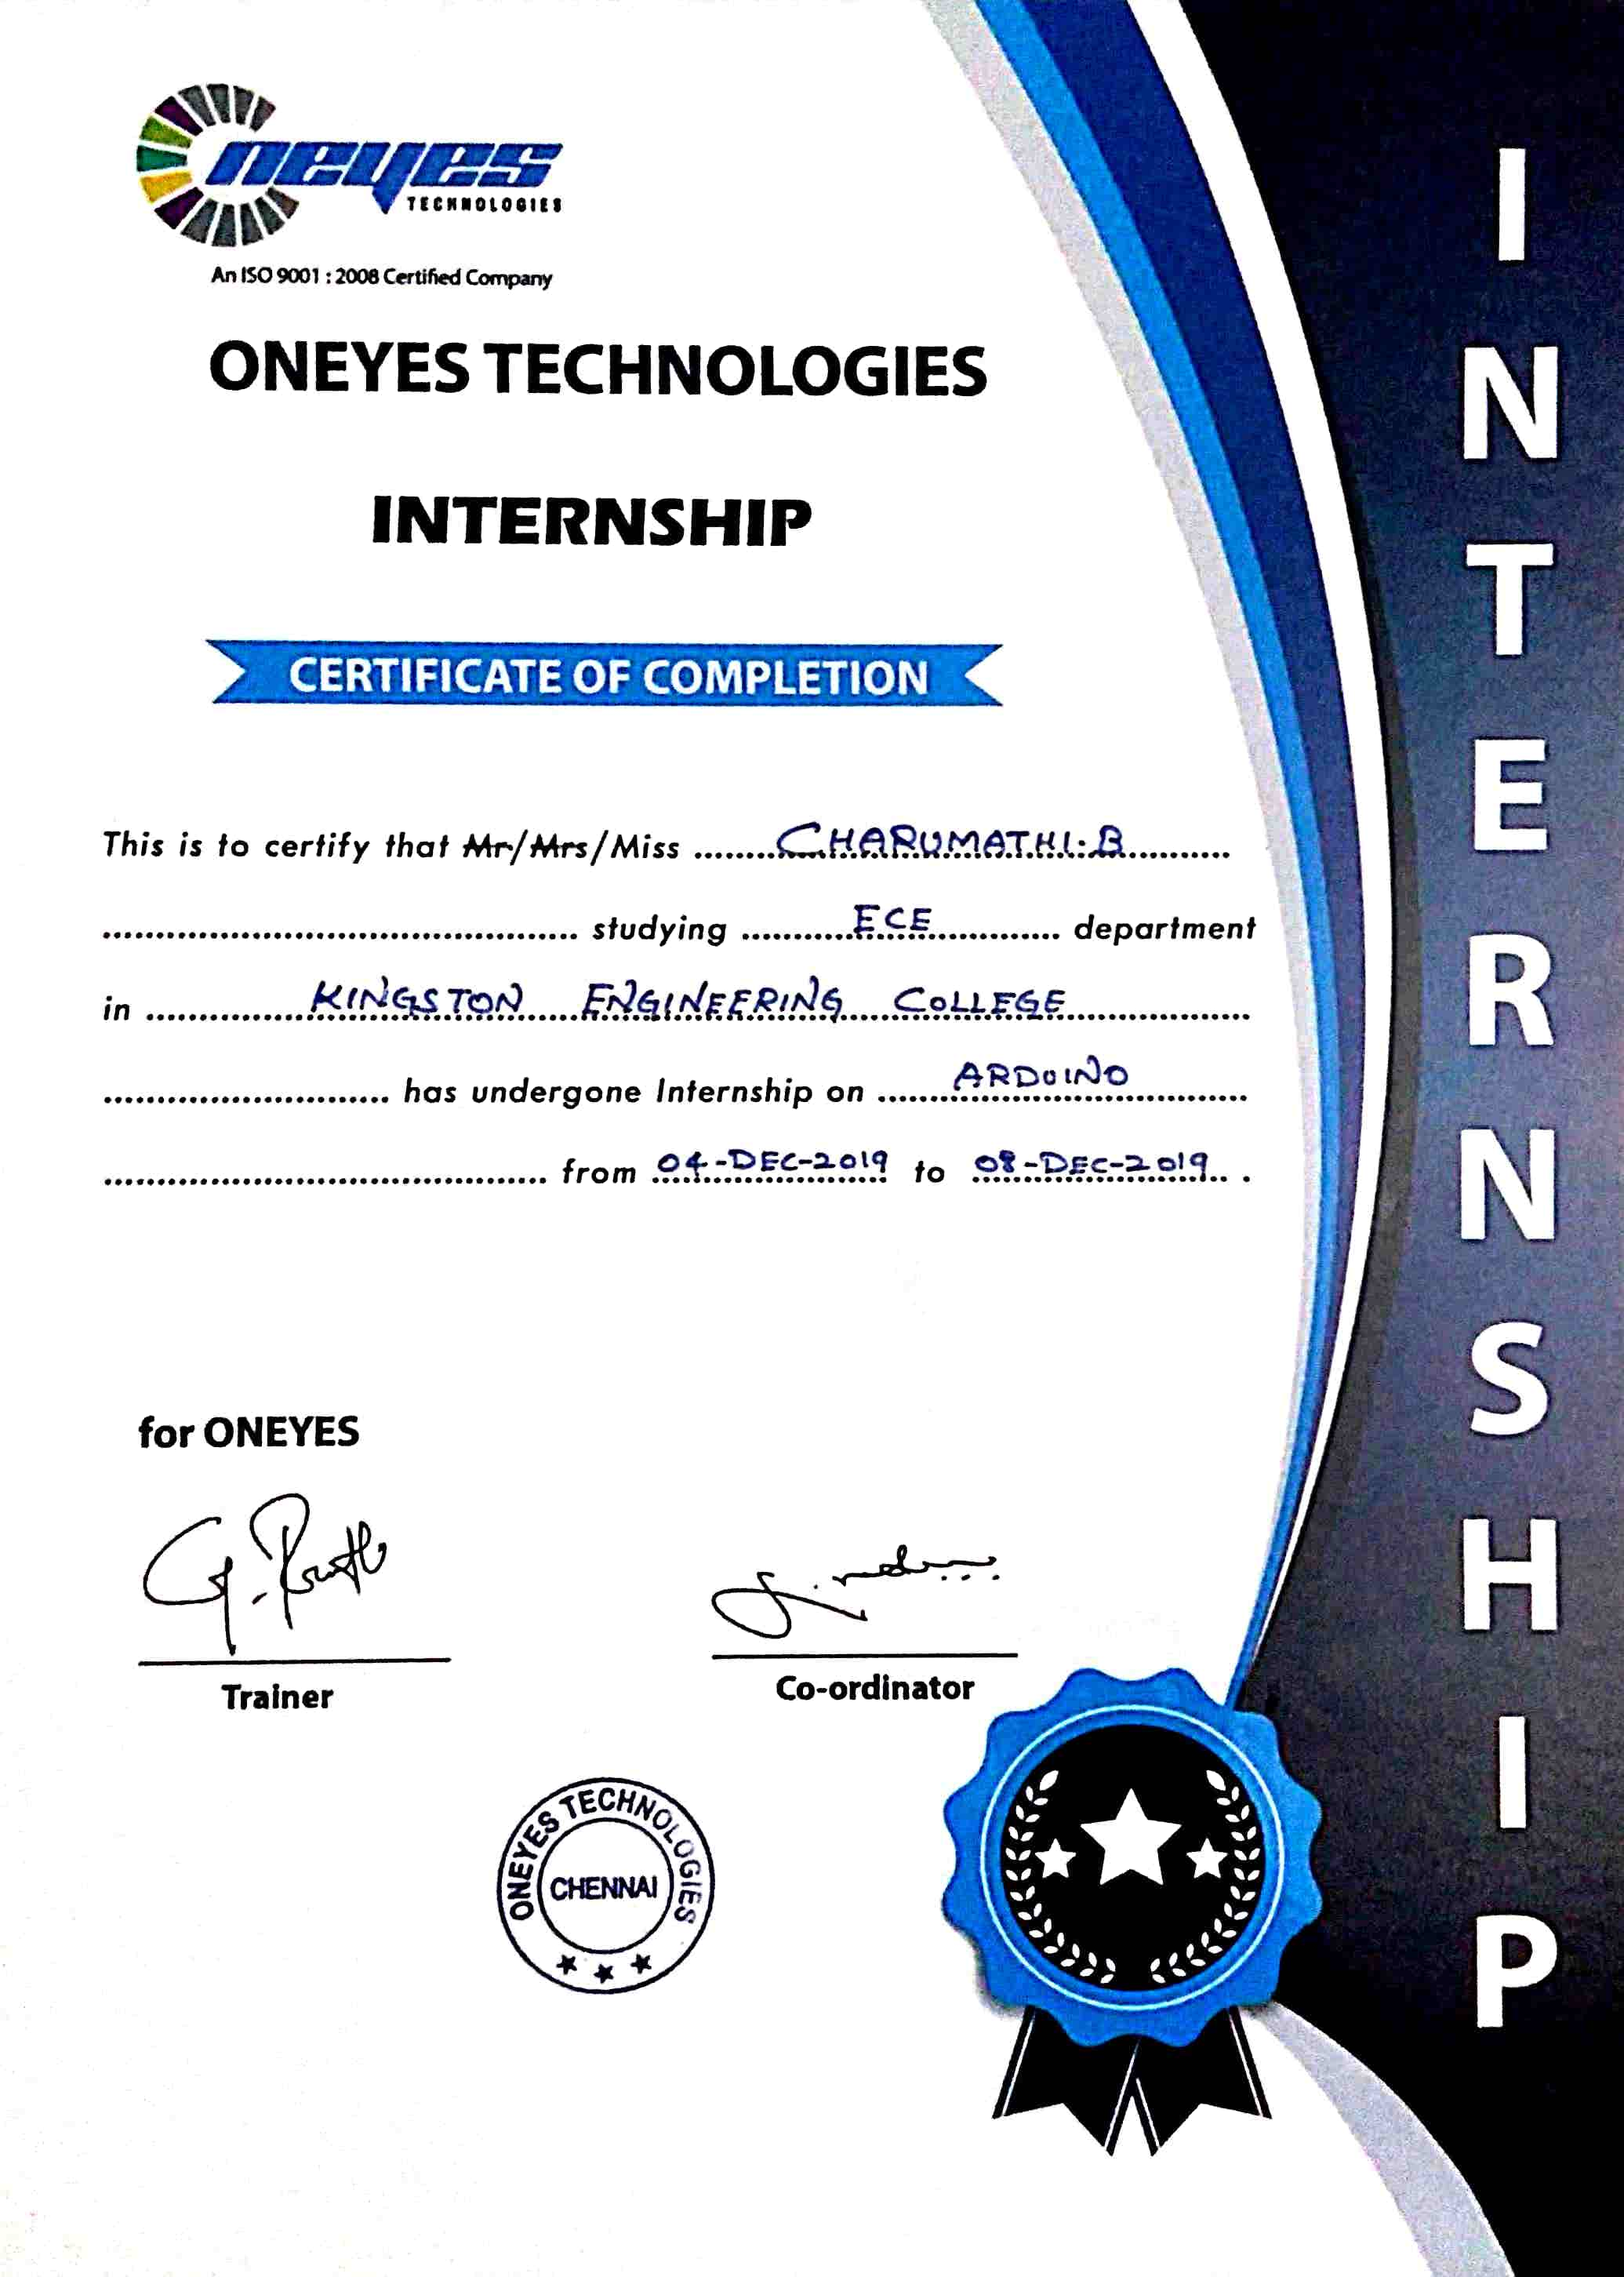 Oneyes
TECHNOLOGIES
An ISO 9001 : 2008 Certified Company
ONEYES TECHNOLOGIES
INTERNSHIP
CERTIFICATE OF COMPLETION
This is to certify that Mr/Mrs/Miss ........CHARUMATHI.B...........
............................................. studying ...........ECE............. department
in ................KINGSTON......ENGINEERING.....COLLEGE..................
........................... has undergone Internship on ....... ARDUINO ...........
.......................................... from 04-DEC-2019 to 08-DEC-2019.. .
for ONEYES
Trainer
Co-ordinator
ONEYES TECHNOLOGIES
CHENNAI
INTERNSHIP